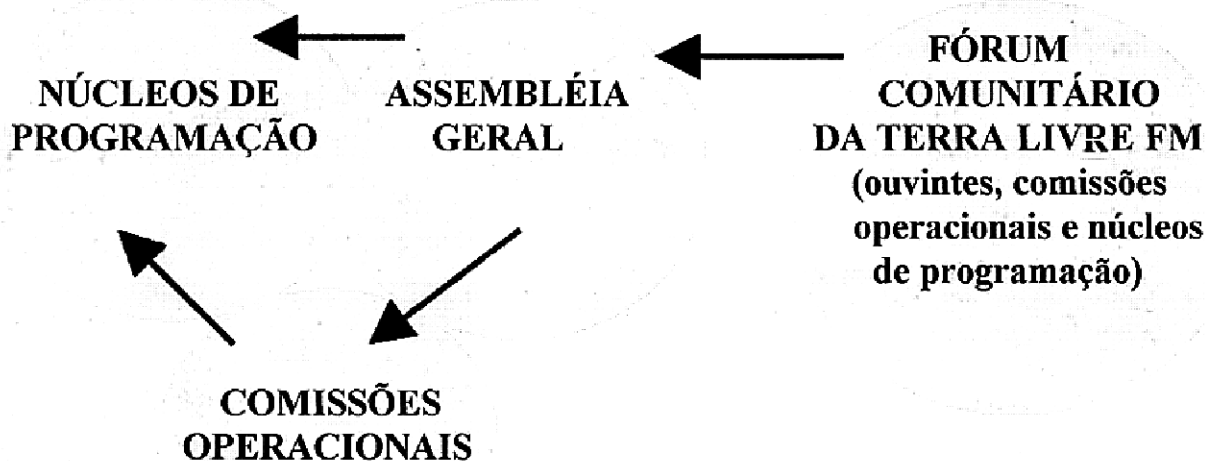 NÚCLEOS DE
PROGRAMAÇÃO
ASSEMBLÉIA
GERAL
FÓRUM
COMUNITÁRIO
DA TERRA LIVRE FM
(ouvintes, comissões
operacionais e núcleos
de programação)
COMISSÕES
OPERACIONAIS